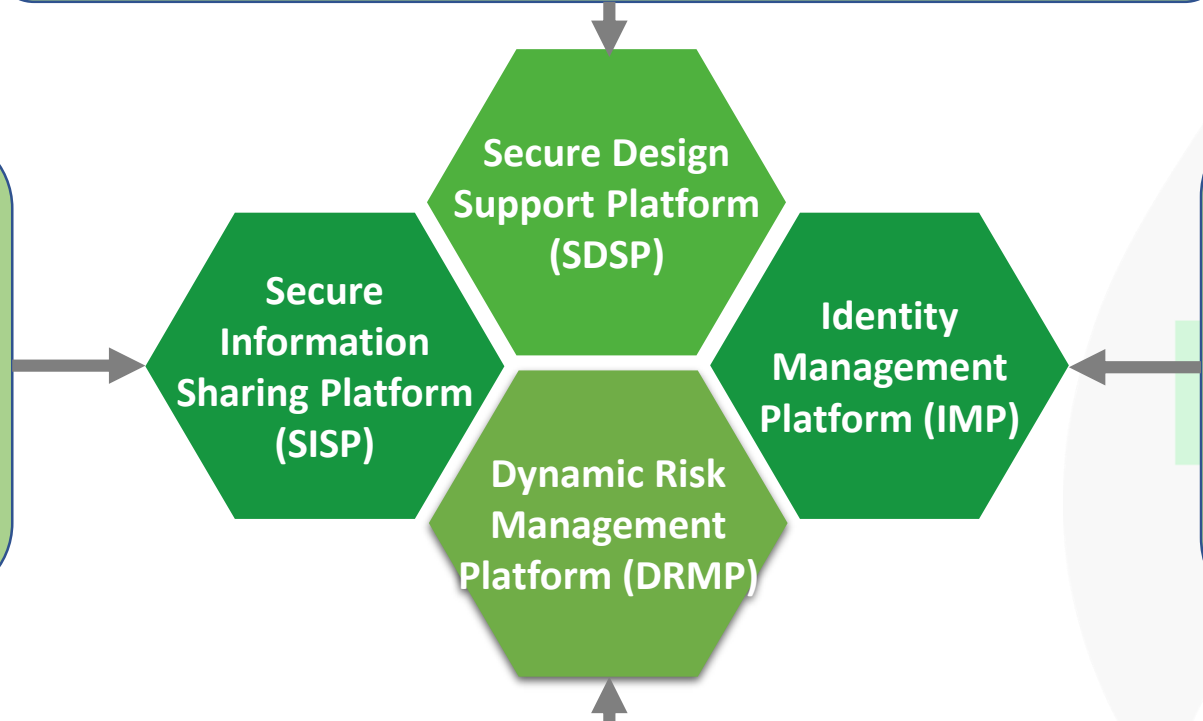 Secure Design
Support Platform
(SDSP)
Secure
Information
Sharing Platform
(SISP)
Identity
Management
Platform (IMP)
Dynamic Risk
Management
Platform (DRMP)